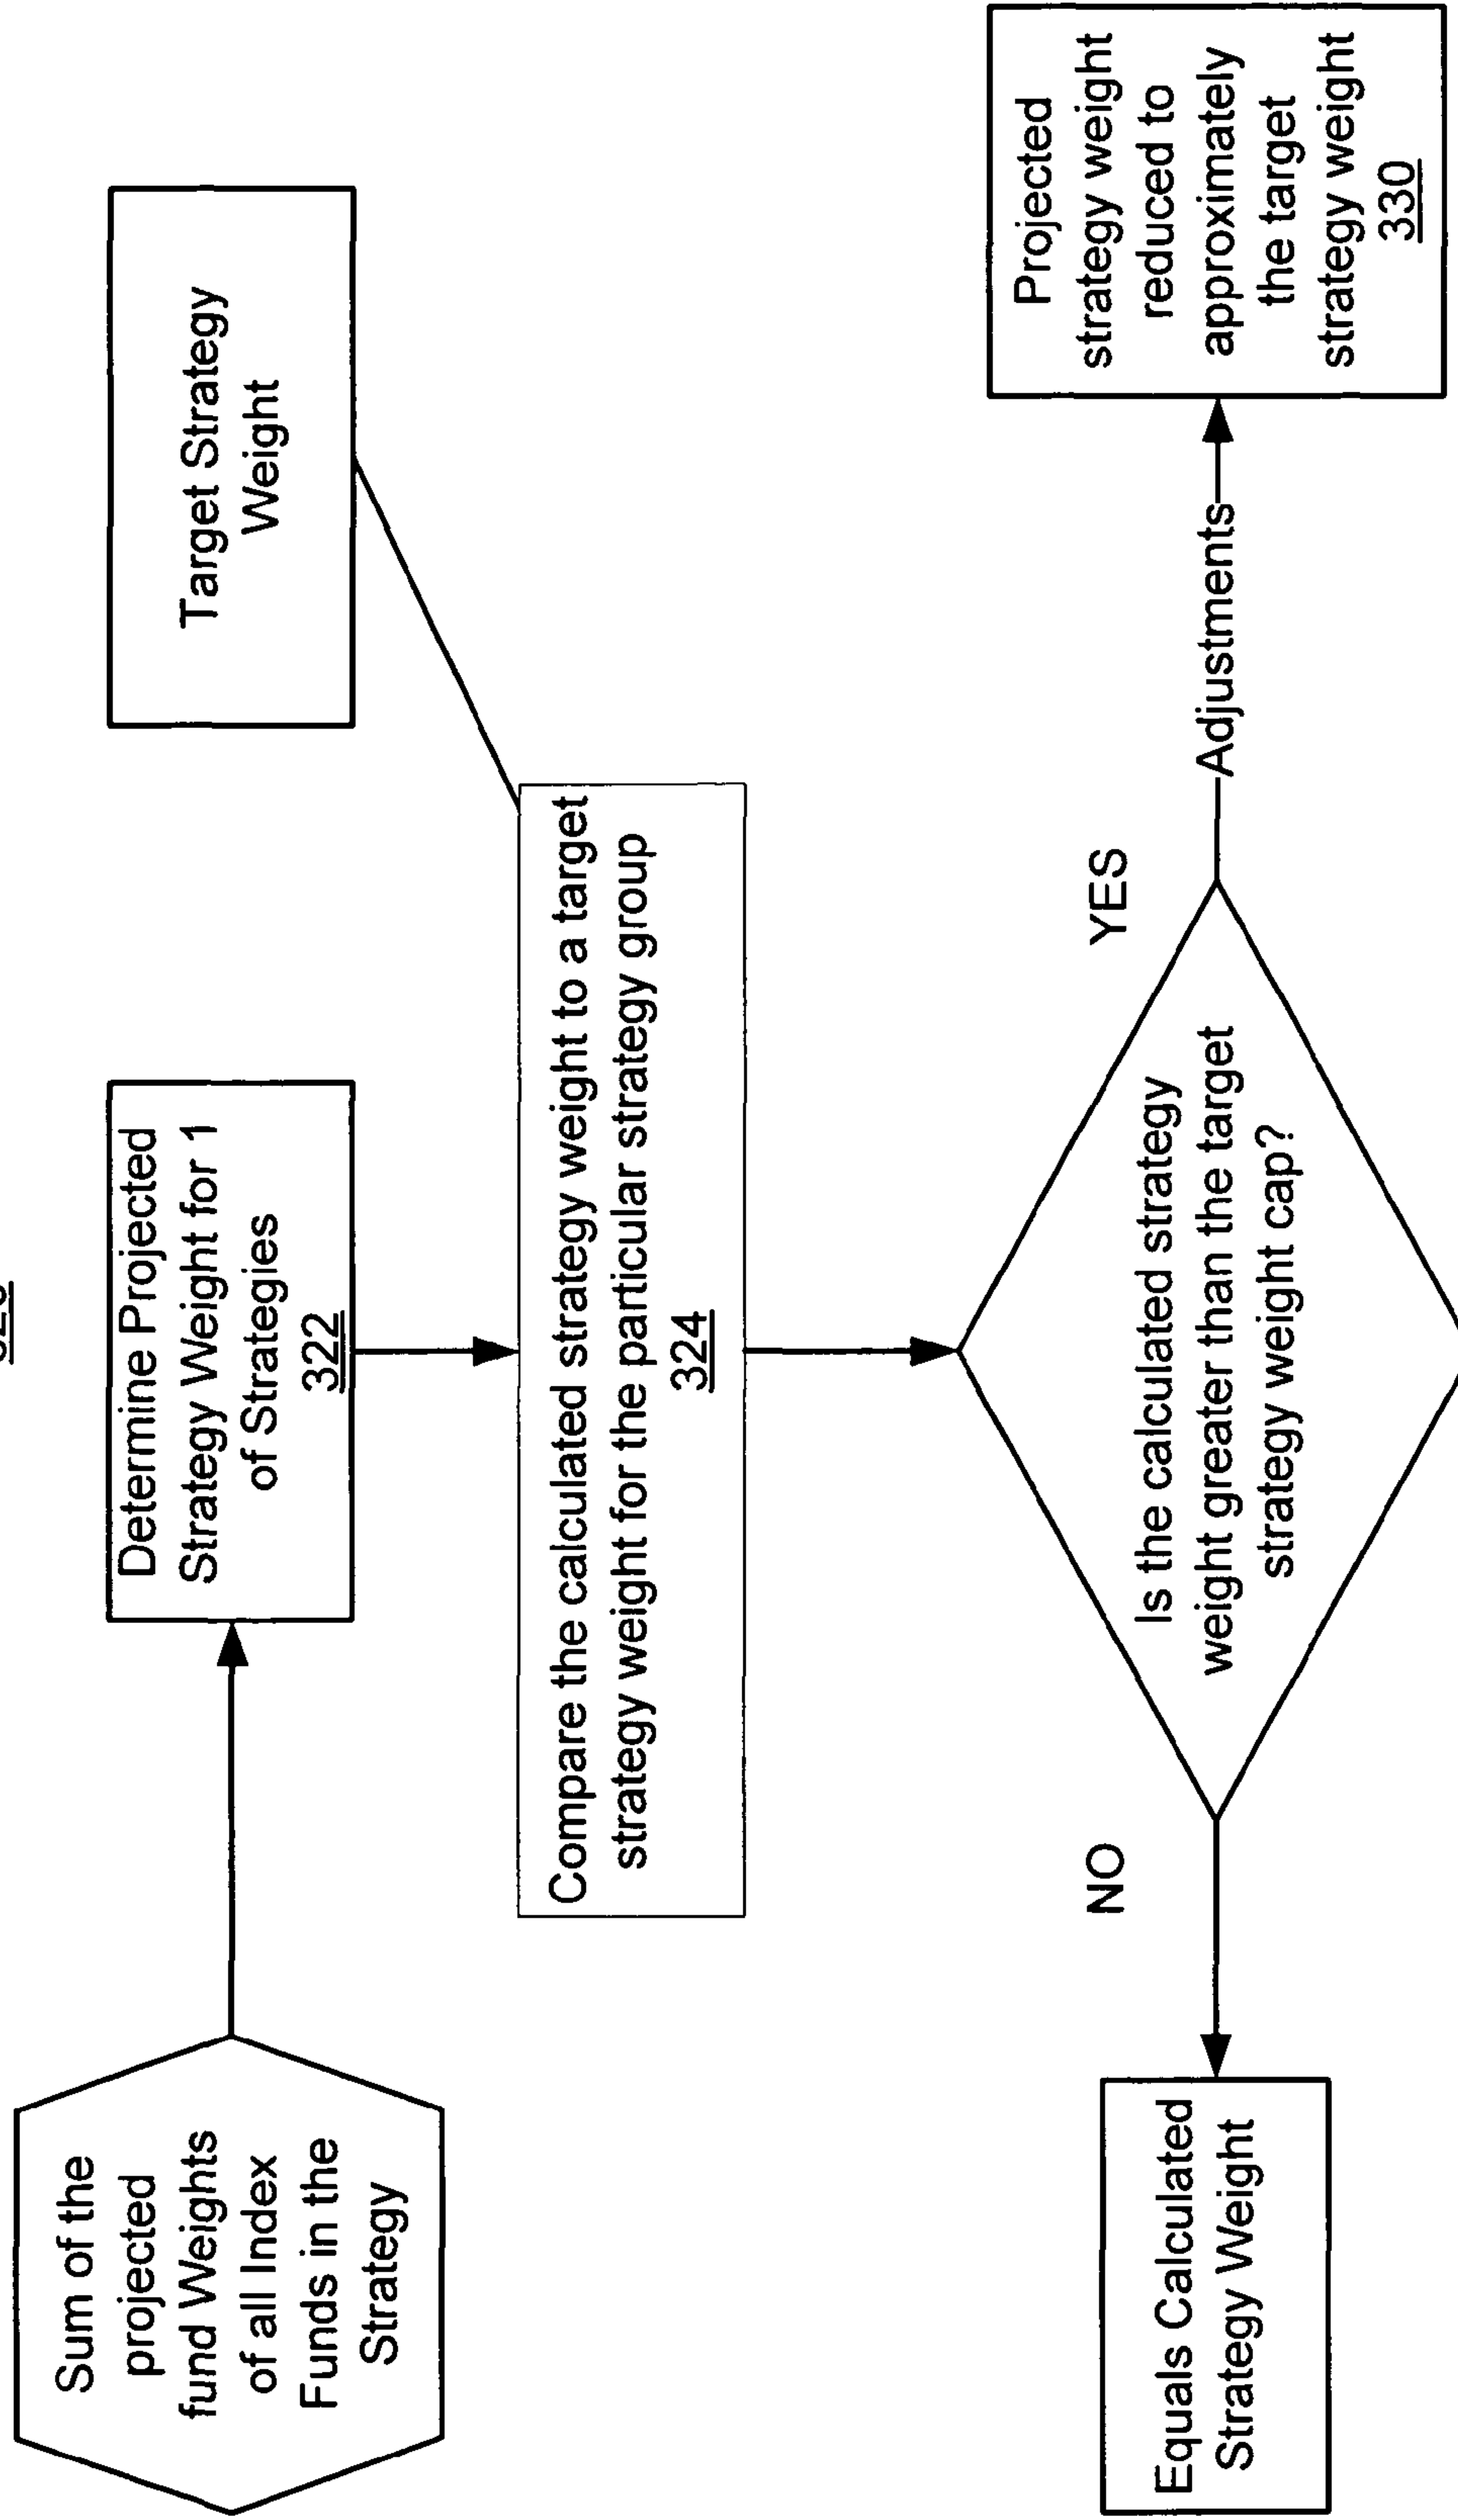 Sum of the
projected
fund Weights
of all Index
Funds in the
Strategy
Determine Projected
Strategy Weight for 1
of Strategies
322
Target Strategy
Weight
Compare the calculated strategy weight to a target
strategy weight for the particular strategy group
324
NO
YES
Is the calculated strategy
weight greater than the target
strategy weight cap?
Equals Calculated
Strategy Weight
Adjustments
Projected
strategy weight
reduced to
approximately
the target
strategy weight
330